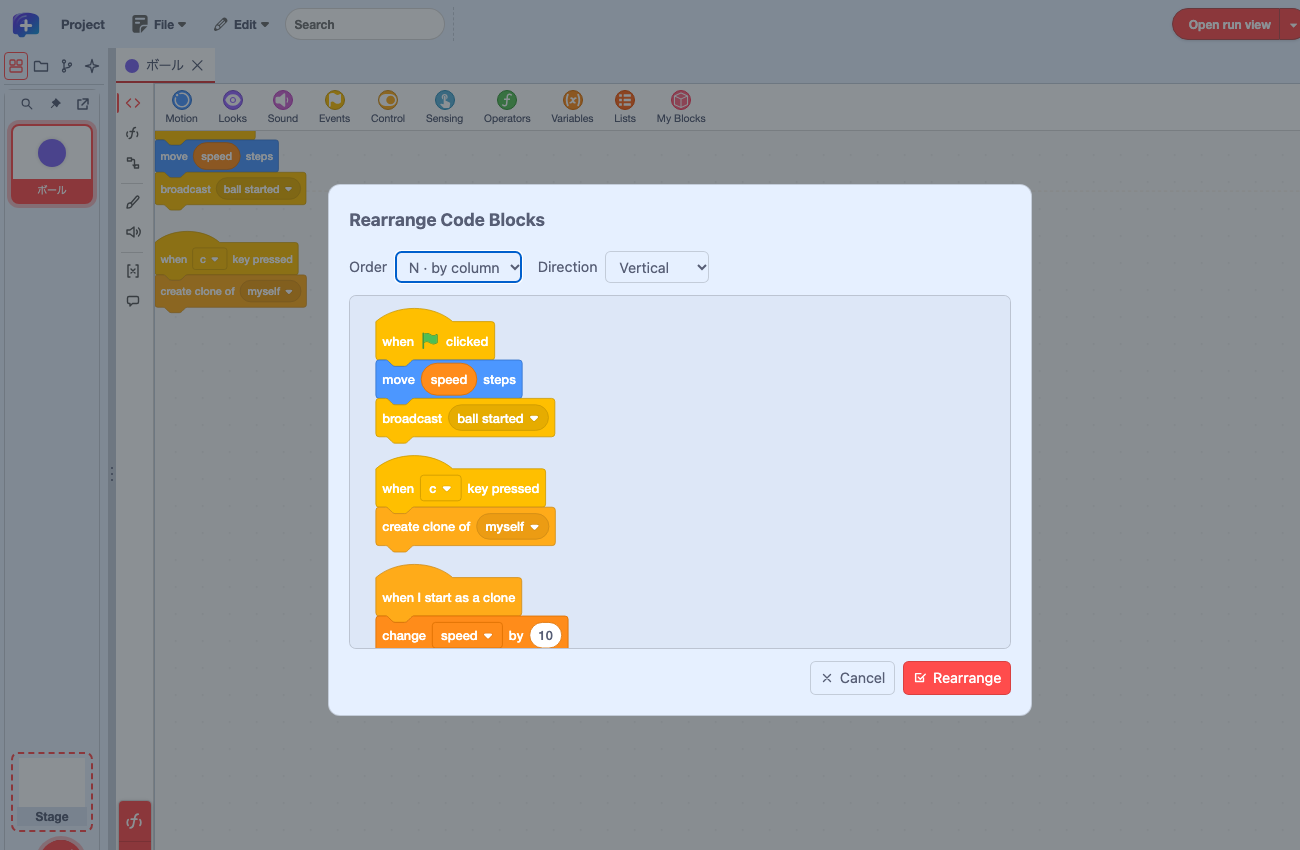 Project
File
Edit
Search
Open run view
ボール
Motion
Looks
Sound
Events
Control
Sensing
Operators
Variables
Lists
My Blocks
ボール
move speed steps
broadcast ball started
when c key pressed
create clone of myself
Rearrange Code Blocks
Order N · by column Direction Vertical
when clicked
move speed steps
broadcast ball started
when c key pressed
create clone of myself
when I start as a clone
change speed by 10
Cancel
Rearrange
Stage